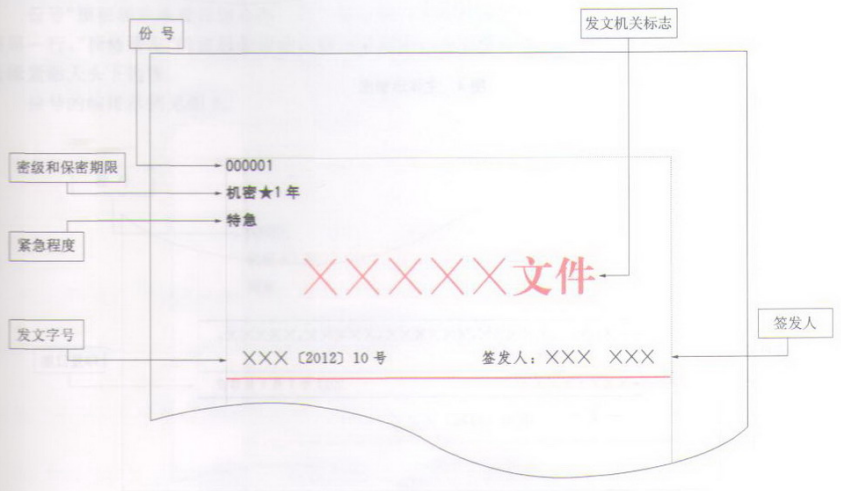 份 号
发文机关标志
密级和保密期限
000001
机密★1 年
紧急程度
特急
×××××文件
发文字号
签发人
×××〔2012〕10 号
签发人：××× ×××